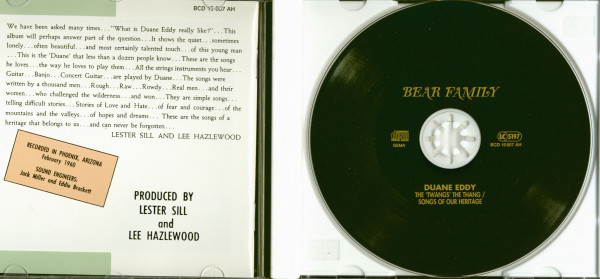 BCD 15 807 AH
We have been asked many times..."What is Duane Eddy really like?"...This
album will perhaps answer part of the question...It shows the quiet...sometimes
lonely...often beautiful...and most certainly talented touch...of this young man
...This is the 'Duane' that less than a dozen people know...These are the songs
he loves...the way he loves to play them...All the strings instruments you hear...
Guitar...Banjo...Concert Guitar...are played by Duane...The songs were
written by a thousand men...Rough...Raw...Rowdy...Real men...and their
women...who challenged the wilderness...and won...They are simple songs...
telling difficult stories...Stories of Love and Hate...of fear and courage...of the
mountains and the valleys...of hopes and dreams...These are the songs of a
heritage that belongs to us...and can never be forgotten...
LESTER SILL AND LEE HAZLEWOOD
RECORDED IN PHOENIX, ARIZONA
February 1960
SOUND ENGINEERS:
Jack Miller and Eddie Brackett
PRODUCED BY
LESTER SILL
and
LEE HAZLEWOOD
BEAR FAMILY
GEMA
LC 5197
BCD 15 807 AH
DUANE EDDY
THE 'TWANGS' THE THANG /
SONGS OF OUR HERITAGE